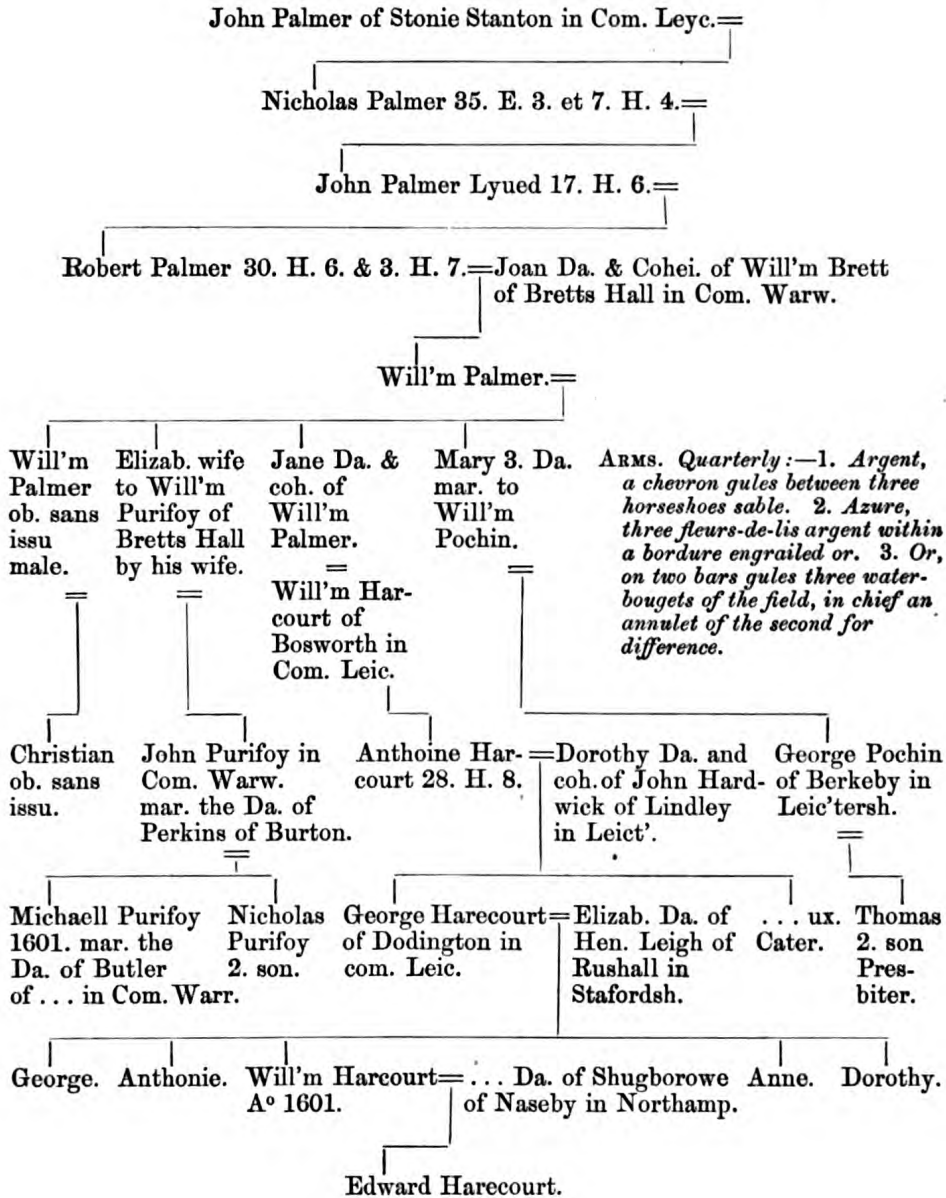 John Palmer of Stonie Stanton in Com. Leyc.=
Nicholas Palmer 35. E. 3. et 7. H. 4.=
John Palmer Lyued 17. H. 6.=
Robert Palmer 30. H. 6. & 3. H. 7.=Joan Da. & Cohei. of Will'm Brett
of Bretts Hall in Com. Warw.
Will'm Palmer.=
Will'm
Palmer
ob. sans
issu
male.
=
Elizab. wife
to Will'm
Purifoy of
Bretts Hall
by his wife.
=
Jane Da. &
coh. of
Will'm
Palmer.
=
Will'm Har-
court of
Bosworth in
Com. Leic.
Mary 3. Da.
mar. to
Will'm
Pochin.
=
ARMS. Quarterly:—1. Argent,
a chevron gules between three
horseshoes sable. 2. Azure,
three fleurs-de-lis argent within
a bordure engrailed or. 3. Or,
on two bars gules three water-
bougets of the field, in chief an
annulet of the second for
difference.
Christian
ob. sans
issu.
John Purifoy in
Com. Warw.
mar. the Da. of
Perkins of Burton.
=
Anthoine Har-
court 28. H. 8.
=Dorothy Da. and
coh. of John Hard-
wick of Lindley
in Leict'.
George Pochin
of Berkeby in
Leic'tersh.
=
Michaell Purifoy
1601. mar. the
Da. of Butler
of ... in Com. Warr.
Nicholas
Purifoy
2. son.
George Harecourt=
of Dodington in
com. Leic.
Elizab. Da. of
Hen. Leigh of
Rushall in
Stafordsh.
... ux.
Cater.
Thomas
2. son
Pres-
biter.
George.
Anthonie.
Will'm Harcourt=
Aº 1601.
... Da. of Shugborowe
of Naseby in Northamp.
Anne.
Dorothy.
Edward Harecourt.